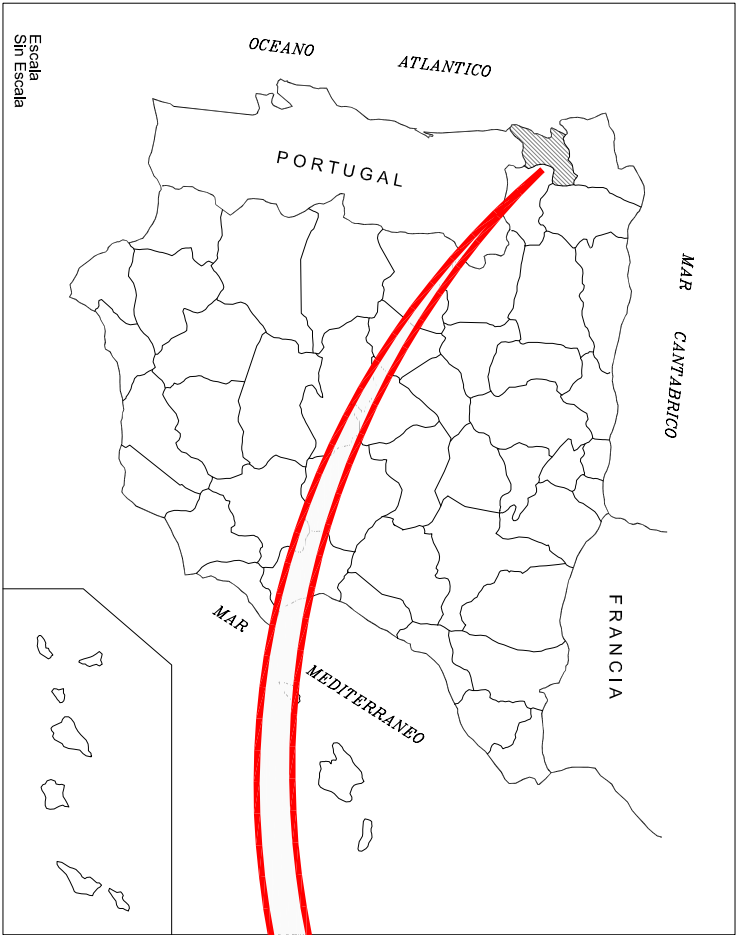 Escala
Sin Escala
OCEANO
ATLANTICO
PORTUGAL
MAR
CANTABRICO
FRANCIA
MAR
MEDITERRANEO